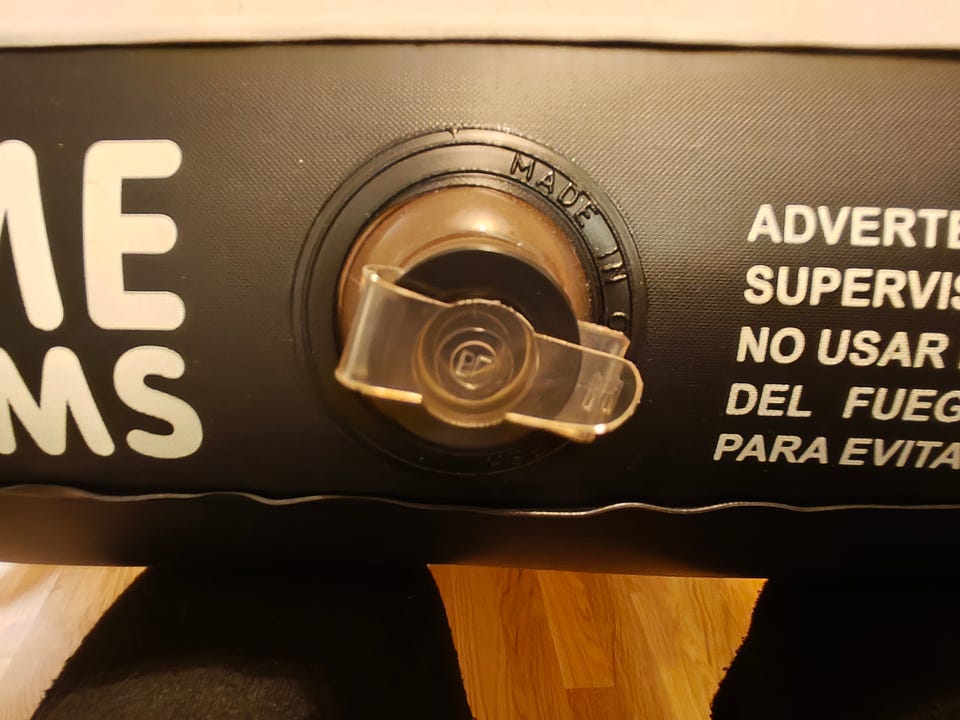 ME
MS
MADE IN
ADVERTE
SUPERVIS
NO USAR
DEL FUEG
PARA EVITA